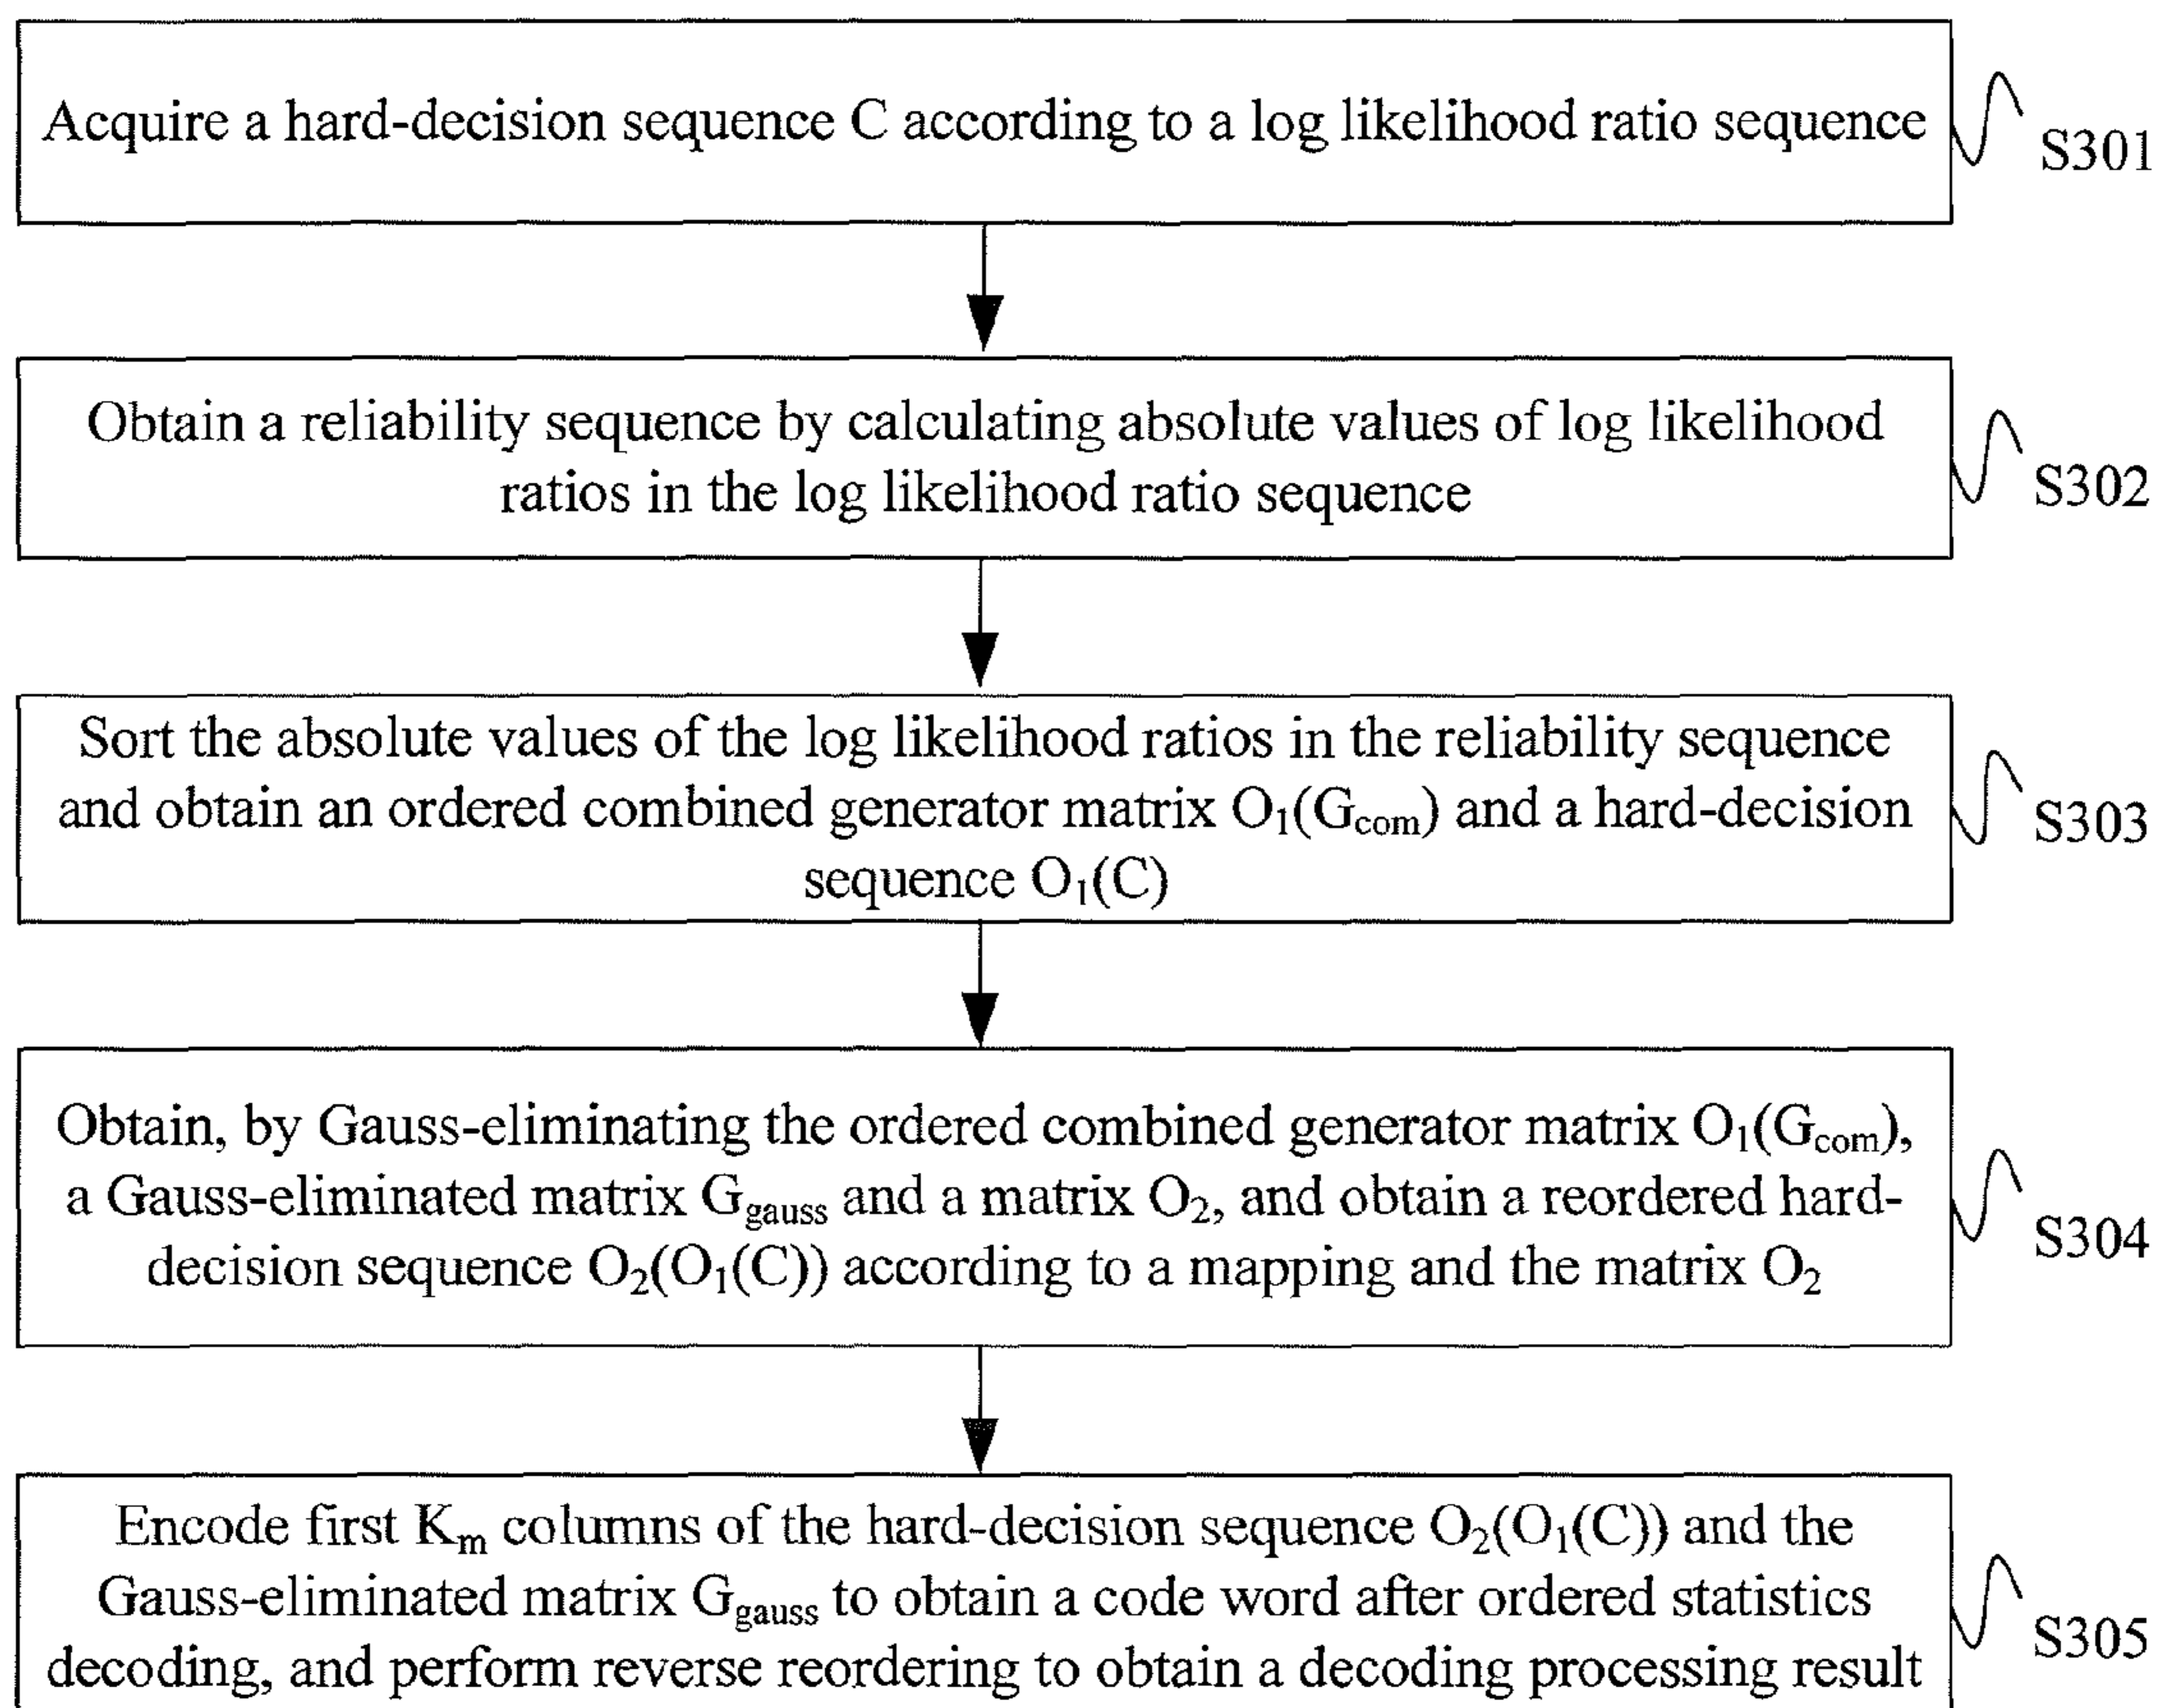 Acquire a hard-decision sequence C according to a log likelihood ratio sequence
S301
Obtain a reliability sequence by calculating absolute values of log likelihood
ratios in the log likelihood ratio sequence
S302
Sort the absolute values of the log likelihood ratios in the reliability sequence
and obtain an ordered combined generator matrix O₁(G_com) and a hard-decision
sequence O₁(C)
S303
Obtain, by Gauss-eliminating the ordered combined generator matrix O₁(G_com),
a Gauss-eliminated matrix G_gauss and a matrix O₂, and obtain a reordered hard-
decision sequence O₂(O₁(C)) according to a mapping and the matrix O₂
S304
Encode first K_m columns of the hard-decision sequence O₂(O₁(C)) and the
Gauss-eliminated matrix G_gauss to obtain a code word after ordered statistics
decoding, and perform reverse reordering to obtain a decoding processing result
S305